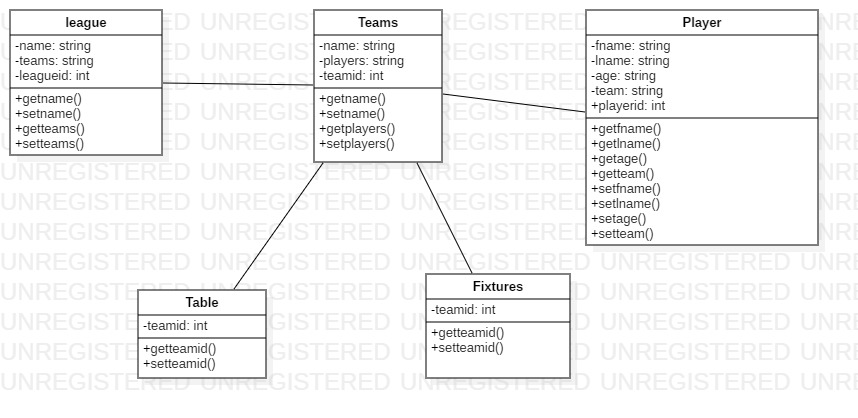 league
-name: string
-teams: string
-leagueid: int
+getname()
+setname()
+getteams()
+setteams()
Teams
-name: string
-players: string
-teamid: int
+getname()
+setname()
+getplayers()
+setplayers()
Player
-fname: string
-lname: string
-age: string
-team: string
+playerid: int
+getfname()
+getlname()
+getage()
+getteam()
+setfname()
+setlname()
+setage()
+setteam()
Table
-teamid: int
+getteamid()
+setteamid()
Fixtures
-teamid: int
+getteamid()
+setteamid()
UNREGISTERED